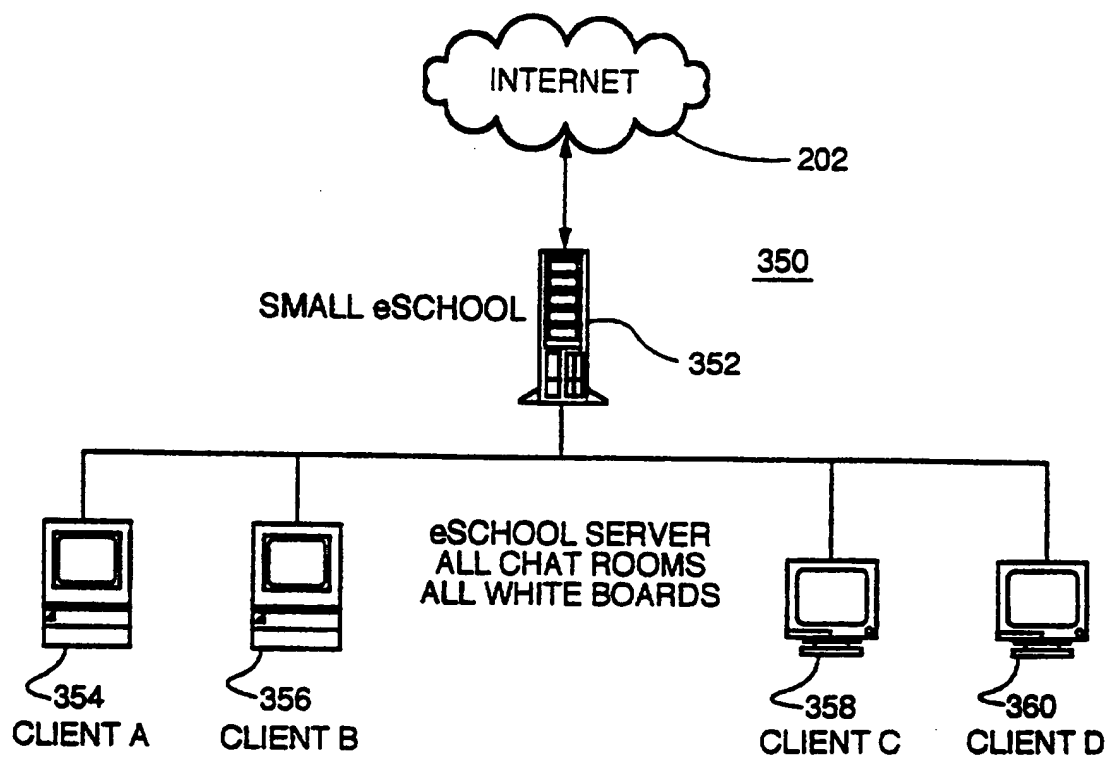 INTERNET
202
350
SMALL eSCHOOL
352
eSCHOOL SERVER
ALL CHAT ROOMS
ALL WHITE BOARDS
354
CLIENT A
356
CLIENT B
358
CLIENT C
360
CLIENT D